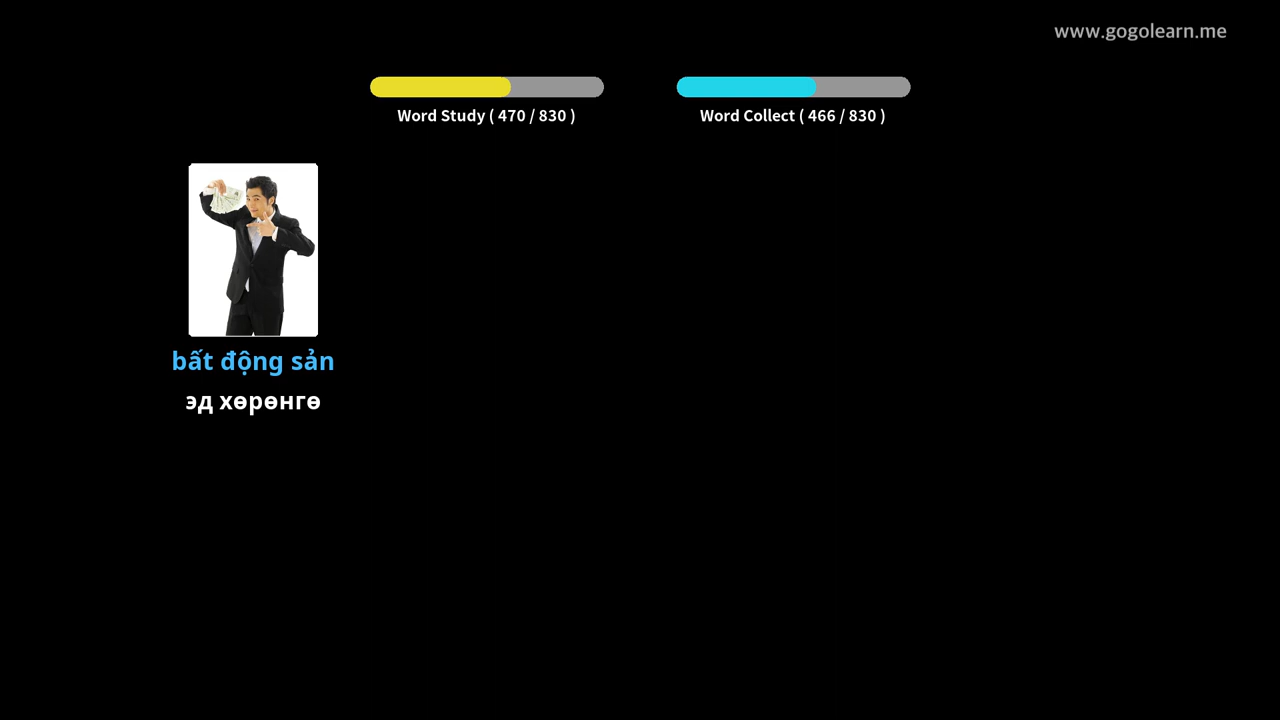 www.gogolearn.me
Word Study ( 470 / 830 )
Word Collect ( 466 / 830 )
bất động sản
эд хөрөнгө